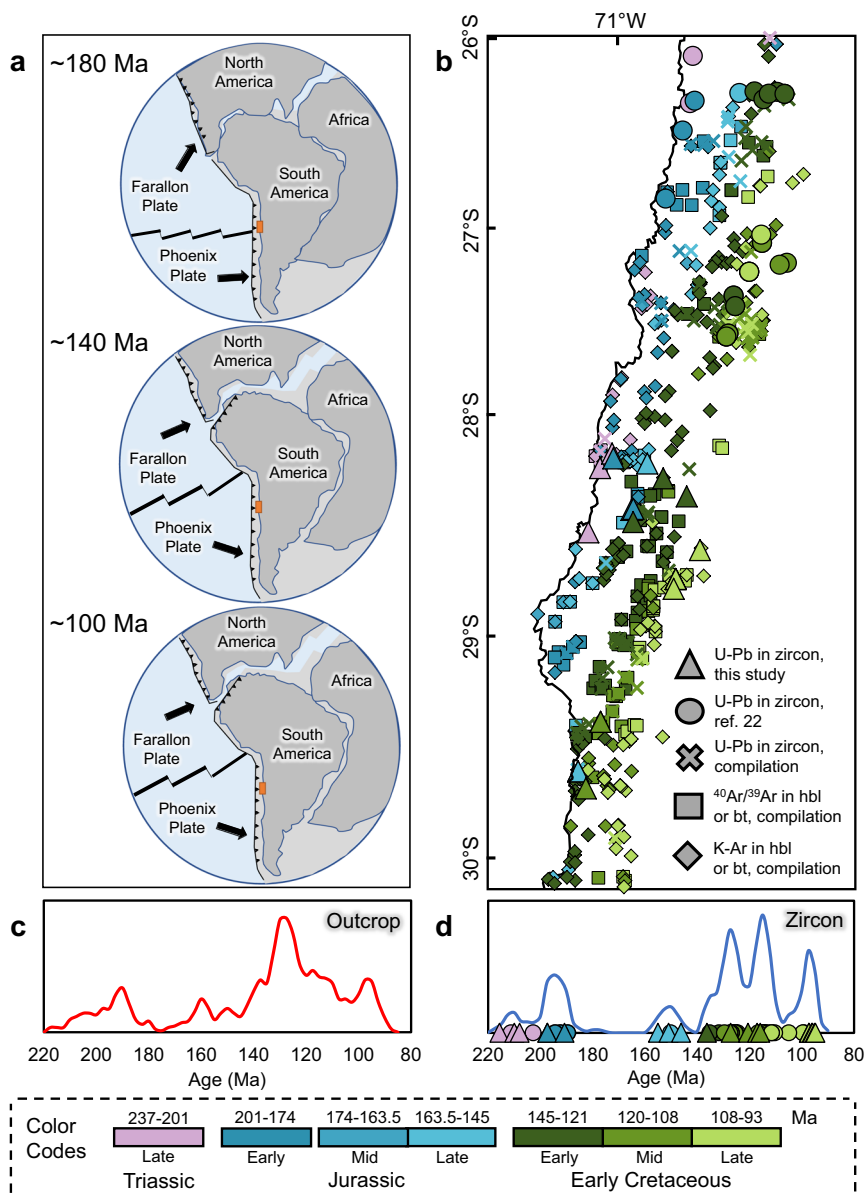 a
~180 Ma
North
America
Africa
South
America
Farallon
Plate
Phoenix
Plate
~140 Ma
North
America
Africa
South
America
Farallon
Plate
Phoenix
Plate
~100 Ma
North
America
Africa
South
America
Farallon
Plate
Phoenix
Plate
b
71°W
26°S
27°S
28°S
29°S
30°S
U-Pb in zircon,
this study
U-Pb in zircon,
ref. 22
U-Pb in zircon,
compilation
⁴⁰Ar/³⁹Ar in hbl
or bt, compilation
K-Ar in hbl
or bt, compilation
c
Outcrop
220 200 180 160 140 120 100 80
Age (Ma)
d
Zircon
220 200 180 160 140 120 100 80
Age (Ma)
Color
Codes
237-201 201-174 174-163.5 163.5-145 145-121 120-108 108-93 Ma
Late Early Mid Late Early Mid Late
Triassic Jurassic Early Cretaceous